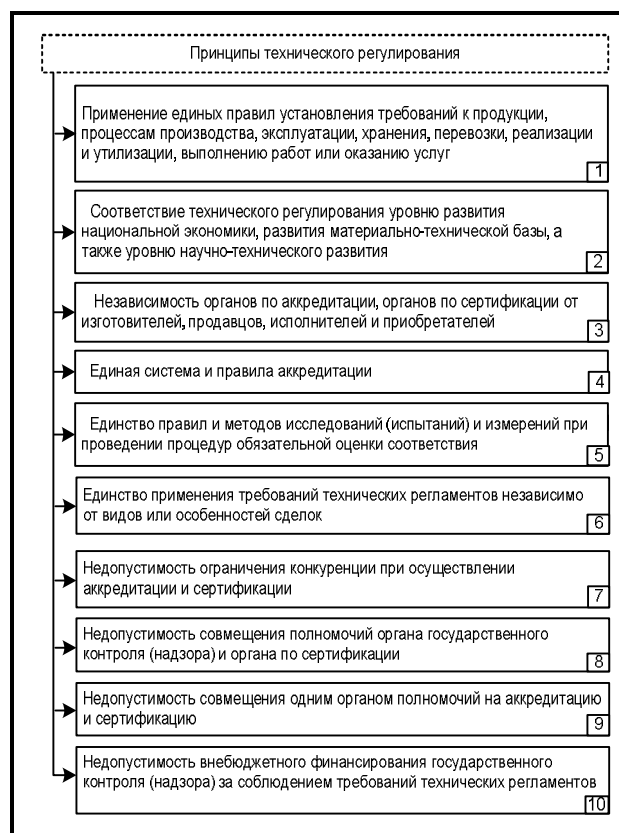 Принципы технического регулирования
Применение единых правил установления требований к продукции,
процессам производства, эксплуатации, хранения, перевозки, реализации
и утилизации, выполнению работ или оказанию услуг
1
Соответствие технического регулирования уровню развития
национальной экономики, развития материально-технической базы, а
также уровню научно-технического развития
2
Независимость органов по аккредитации, органов по сертификации от
изготовителей, продавцов, исполнителей и приобретателей
3
Единая система и правила аккредитации
4
Единство правил и методов исследований (испытаний) и измерений при
проведении процедур обязательной оценки соответствия
5
Единство применения требований технических регламентов независимо
от видов или особенностей сделок
6
Недопустимость ограничения конкуренции при осуществлении
аккредитации и сертификации
7
Недопустимость совмещения полномочий органа государственного
контроля (надзора) и органа по сертификации
8
Недопустимость совмещения одним органом полномочий на аккредитацию
и сертификацию
9
Недопустимость внебюджетного финансирования государственного
контроля (надзора) за соблюдением требований технических регламентов
10